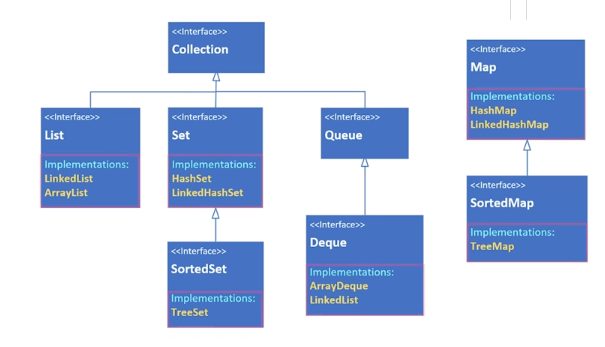 <<Interface>>
Collection
<<Interface>>
Map
Implementations:
HashMap
LinkedHashMap
<<Interface>>
List
Implementations:
LinkedList
ArrayList
<<Interface>>
Set
Implementations:
HashSet
LinkedHashSet
<<Interface>>
Queue
<<Interface>>
SortedMap
Implementations:
TreeMap
<<Interface>>
Deque
Implementations:
ArrayDeque
LinkedList
<<Interface>>
SortedSet
Implementations:
TreeSet